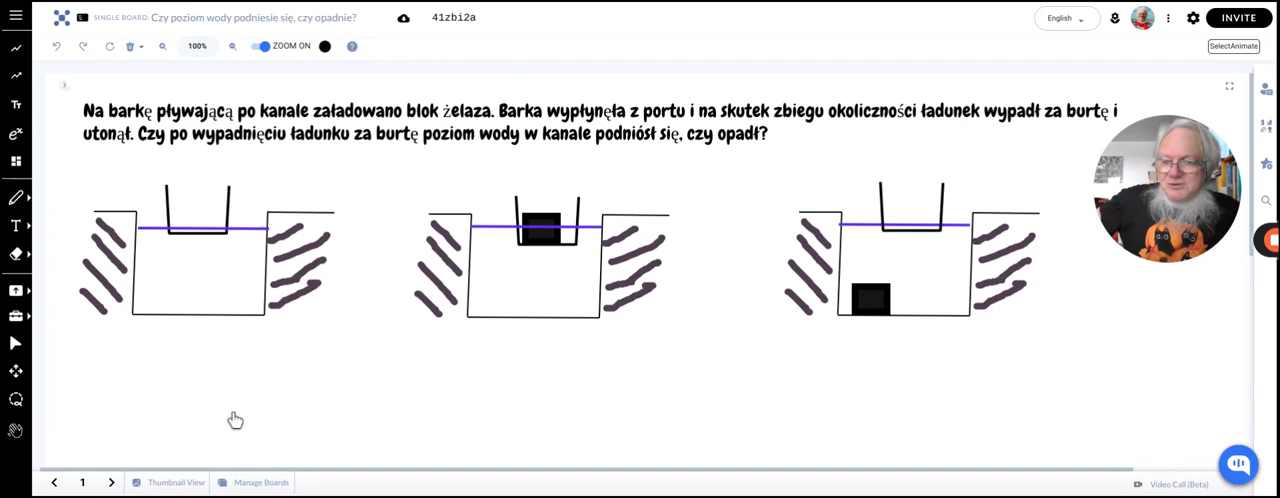 SINGLE BOARD: Czy poziom wody podniesie się, czy opadnie?
41zbi2a
English
INVITE
100%
ZOOM ON
SelectAnimate
Na barkę pływającą po kanale załadowano blok żelaza. Barka wypłynęła z portu i na skutek zbiegu okoliczności ładunek wypadł za burtę i
utonął. Czy po wypadnięciu ładunku za burtę poziom wody w kanale podniósł się, czy opadł?
1
Thumbnail View
Manage Boards
Video Call (Beta)